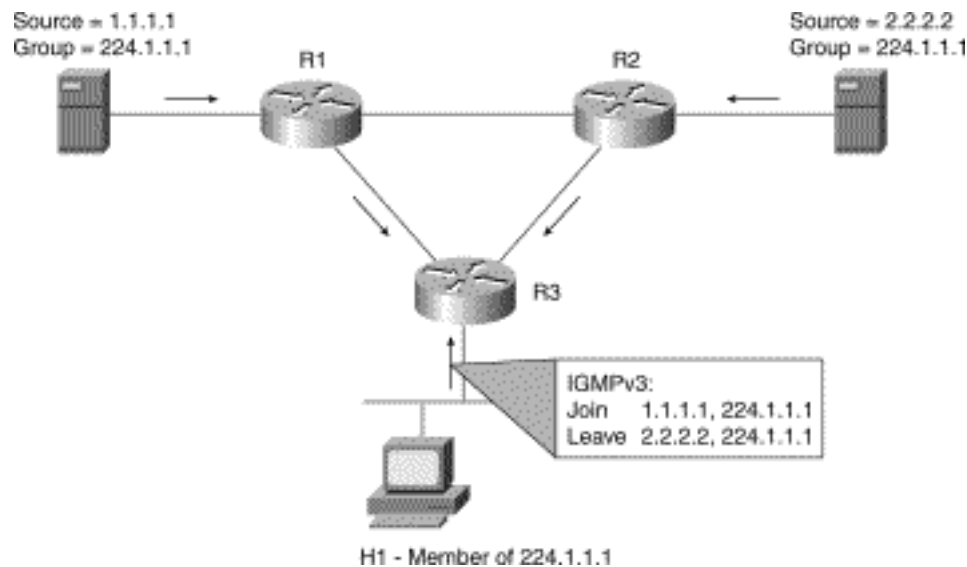 Source = 1.1.1.1
Group = 224.1.1.1
Source = 2.2.2.2
Group = 224.1.1.1
R1
R2
R3
IGMPv3:
Join 1.1.1.1, 224.1.1.1
Leave 2.2.2.2, 224.1.1.1
H1 - Member of 224.1.1.1